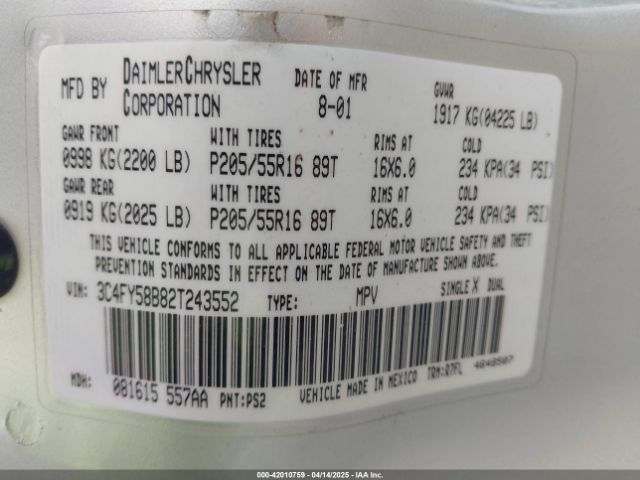 MFD BY DAIMLERCHRYSLER CORPORATION DATE OF MFR 8-01 GVWR 1917 KG(04225 LB)
GAWR FRONT WITH TIRES RIMS AT COLD
0998 KG(2200 LB) P205/55R16 89T 16X6.0 234 KPA(34 PSI)
GAWR REAR WITH TIRES RIMS AT COLD
0919 KG(2025 LB) P205/55R16 89T 16X6.0 234 KPA(34 PSI)
THIS VEHICLE CONFORMS TO ALL APPLICABLE FEDERAL MOTOR VEHICLE SAFETY AND THEFT
PREVENTION STANDARDS IN EFFECT ON THE DATE OF MANUFACTURE SHOWN ABOVE.
VIN: 3C4FY58B82T243552 TYPE: MPV SINGLE X DUAL
MDH: 081615 557AA PNT:PS2 VEHICLE MADE IN MEXICO TRM:R7FL 4648507
000-42010759 - 04/14/2025 - IAAI.com